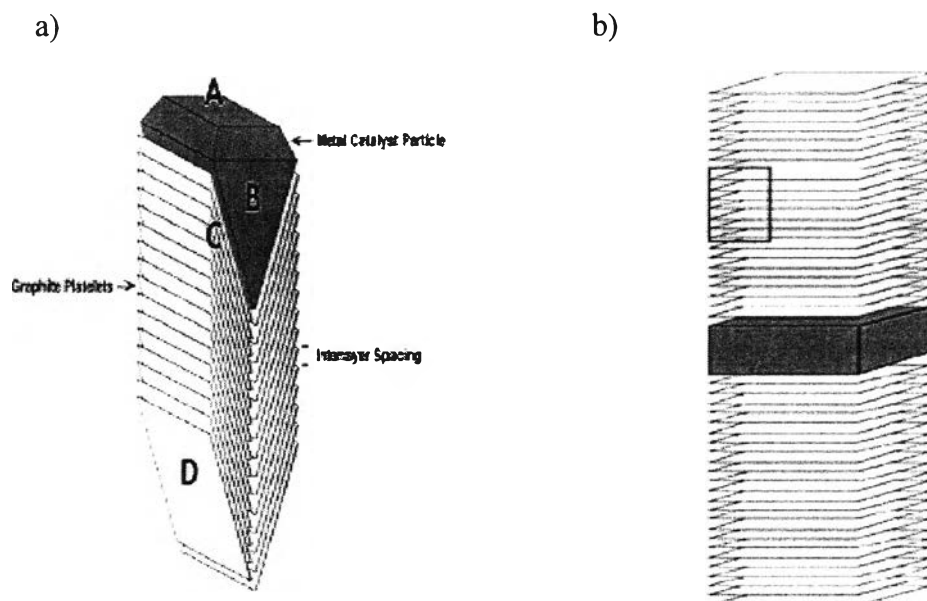 a)
b)
A
Metal Catalyst Particle
B
C
Graphite Platelets
Interlayer Spacing
D